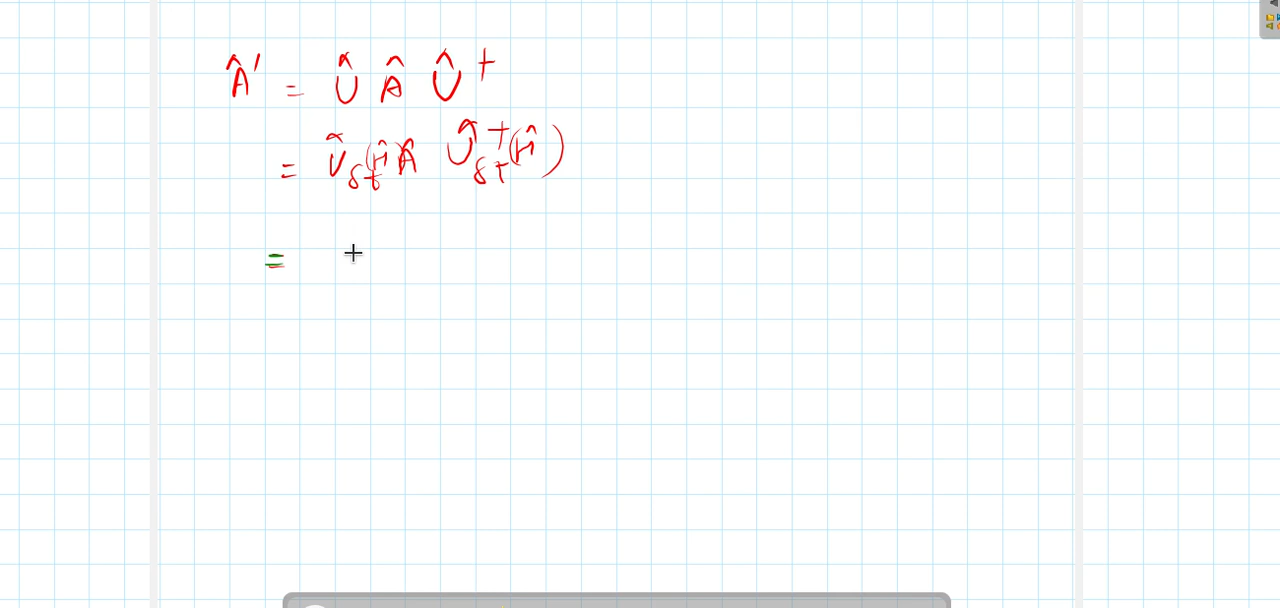 Â' = Û Â Û†
= Û_δt(Ĥ) Â Û†_δt(Ĥ)
=